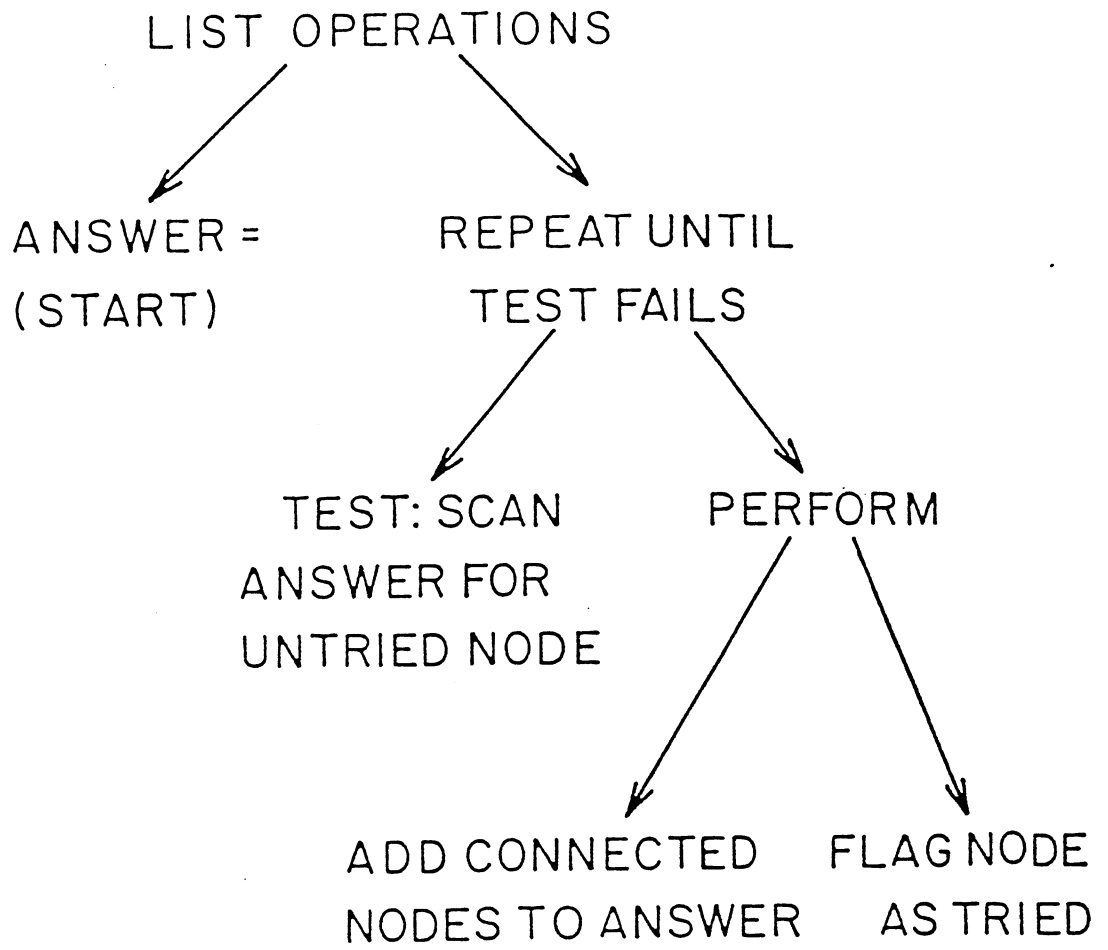 LIST OPERATIONS
ANSWER =
(START)
REPEAT UNTIL
TEST FAILS
TEST: SCAN
ANSWER FOR
UNTRIED NODE
PERFORM
ADD CONNECTED
NODES TO ANSWER
FLAG NODE
AS TRIED